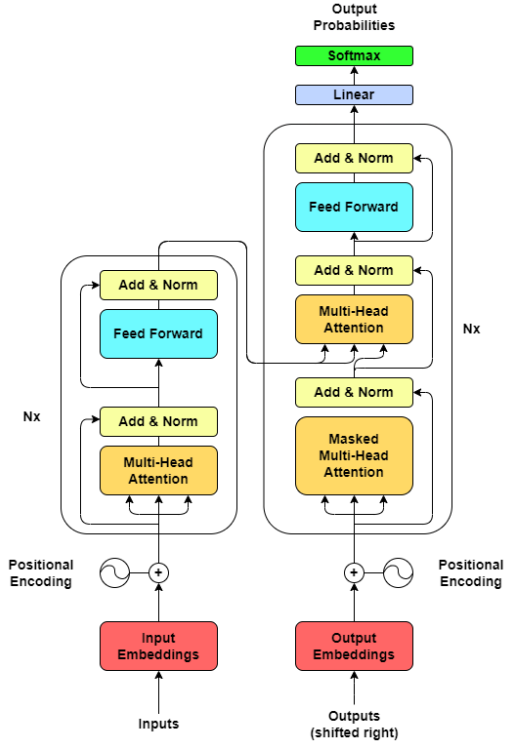 Output
Probabilities
Softmax
Linear
Add & Norm
Feed Forward
Add & Norm
Multi-Head
Attention
Nx
Add & Norm
Masked
Multi-Head
Attention
Add & Norm
Feed Forward
Nx
Add & Norm
Multi-Head
Attention
Positional
Encoding
+
+
Positional
Encoding
Input
Embeddings
Output
Embeddings
Inputs
Outputs
(shifted right)